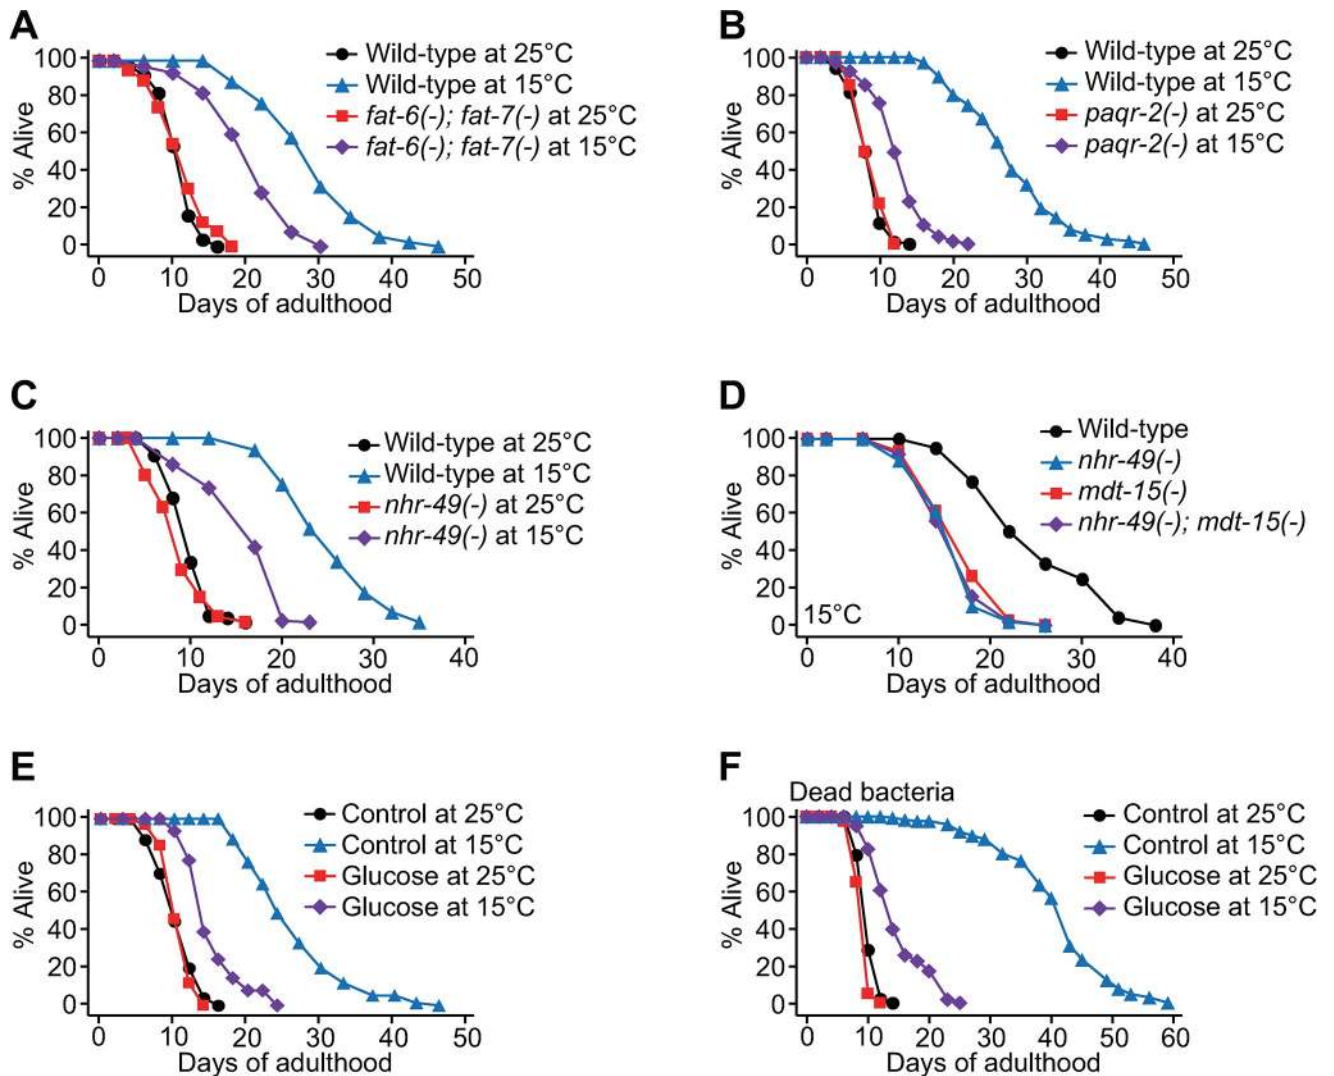 A
% Alive
100
80
60
40
20
0
Wild-type at 25°C
Wild-type at 15°C
fat-6(-); fat-7(-) at 25°C
fat-6(-); fat-7(-) at 15°C
0 10 20 30 40 50
Days of adulthood
B
% Alive
100
80
60
40
20
0
Wild-type at 25°C
Wild-type at 15°C
paqr-2(-) at 25°C
paqr-2(-) at 15°C
0 10 20 30 40 50
Days of adulthood
C
% Alive
100
80
60
40
20
0
Wild-type at 25°C
Wild-type at 15°C
nhr-49(-) at 25°C
nhr-49(-) at 15°C
0 10 20 30 40
Days of adulthood
D
% Alive
100
80
60
40
20
0
Wild-type
nhr-49(-)
mdt-15(-)
nhr-49(-); mdt-15(-)
15°C
0 10 20 30 40
Days of adulthood
E
% Alive
100
80
60
40
20
0
Control at 25°C
Control at 15°C
Glucose at 25°C
Glucose at 15°C
0 10 20 30 40 50
Days of adulthood
F
Dead bacteria
% Alive
100
80
60
40
20
0
Control at 25°C
Control at 15°C
Glucose at 25°C
Glucose at 15°C
0 10 20 30 40 50 60
Days of adulthood